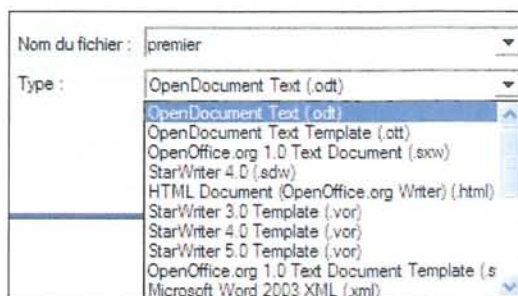 Nom du fichier : premier
Type : OpenDocument Text (.odt)
OpenDocument Text (.odt)
OpenDocument Text Template (.ott)
OpenOffice.org 1.0 Text Document (.sxw)
StarWriter 4.0 (.sdw)
HTML Document (OpenOffice.org Writer) (.html)
StarWriter 3.0 Template (.vor)
StarWriter 4.0 Template (.vor)
StarWriter 5.0 Template (.vor)
OpenOffice.org 1.0 Text Document Template (.s
Microsoft Word 2003 XML (.xml)